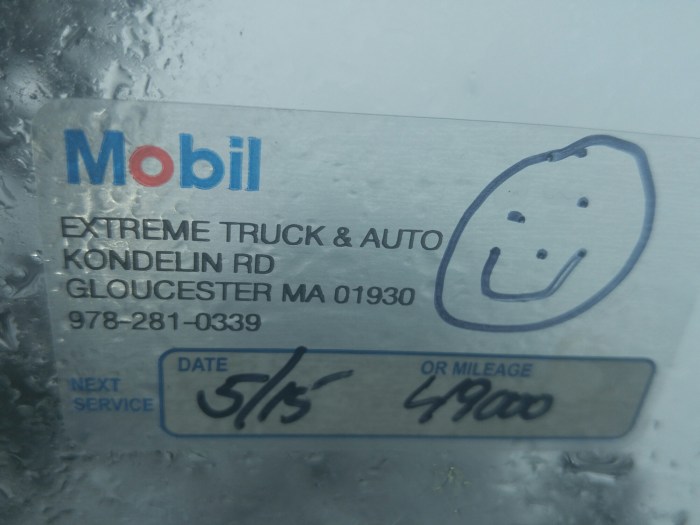 Mobil
EXTREME TRUCK & AUTO
KONDELIN RD
GLOUCESTER MA 01930
978-281-0339
NEXT SERVICE
DATE 5/15
OR MILEAGE 49000